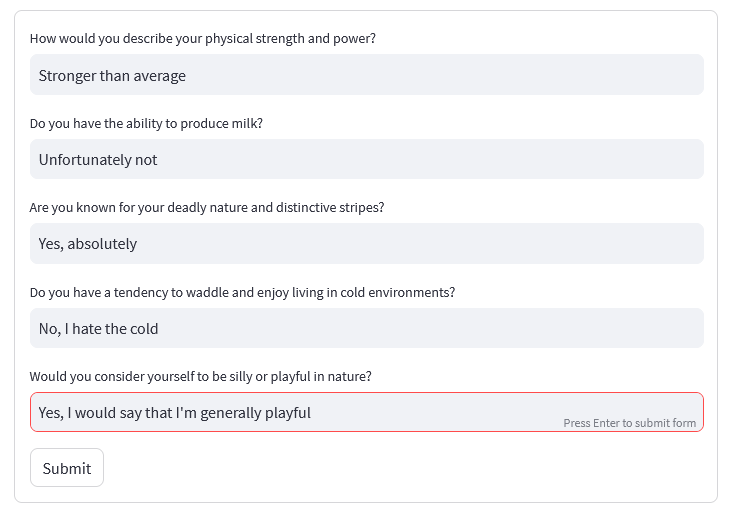 How would you describe your physical strength and power?
Stronger than average
Do you have the ability to produce milk?
Unfortunately not
Are you known for your deadly nature and distinctive stripes?
Yes, absolutely
Do you have a tendency to waddle and enjoy living in cold environments?
No, I hate the cold
Would you consider yourself to be silly or playful in nature?
Yes, I would say that I'm generally playful
Press Enter to submit form
Submit